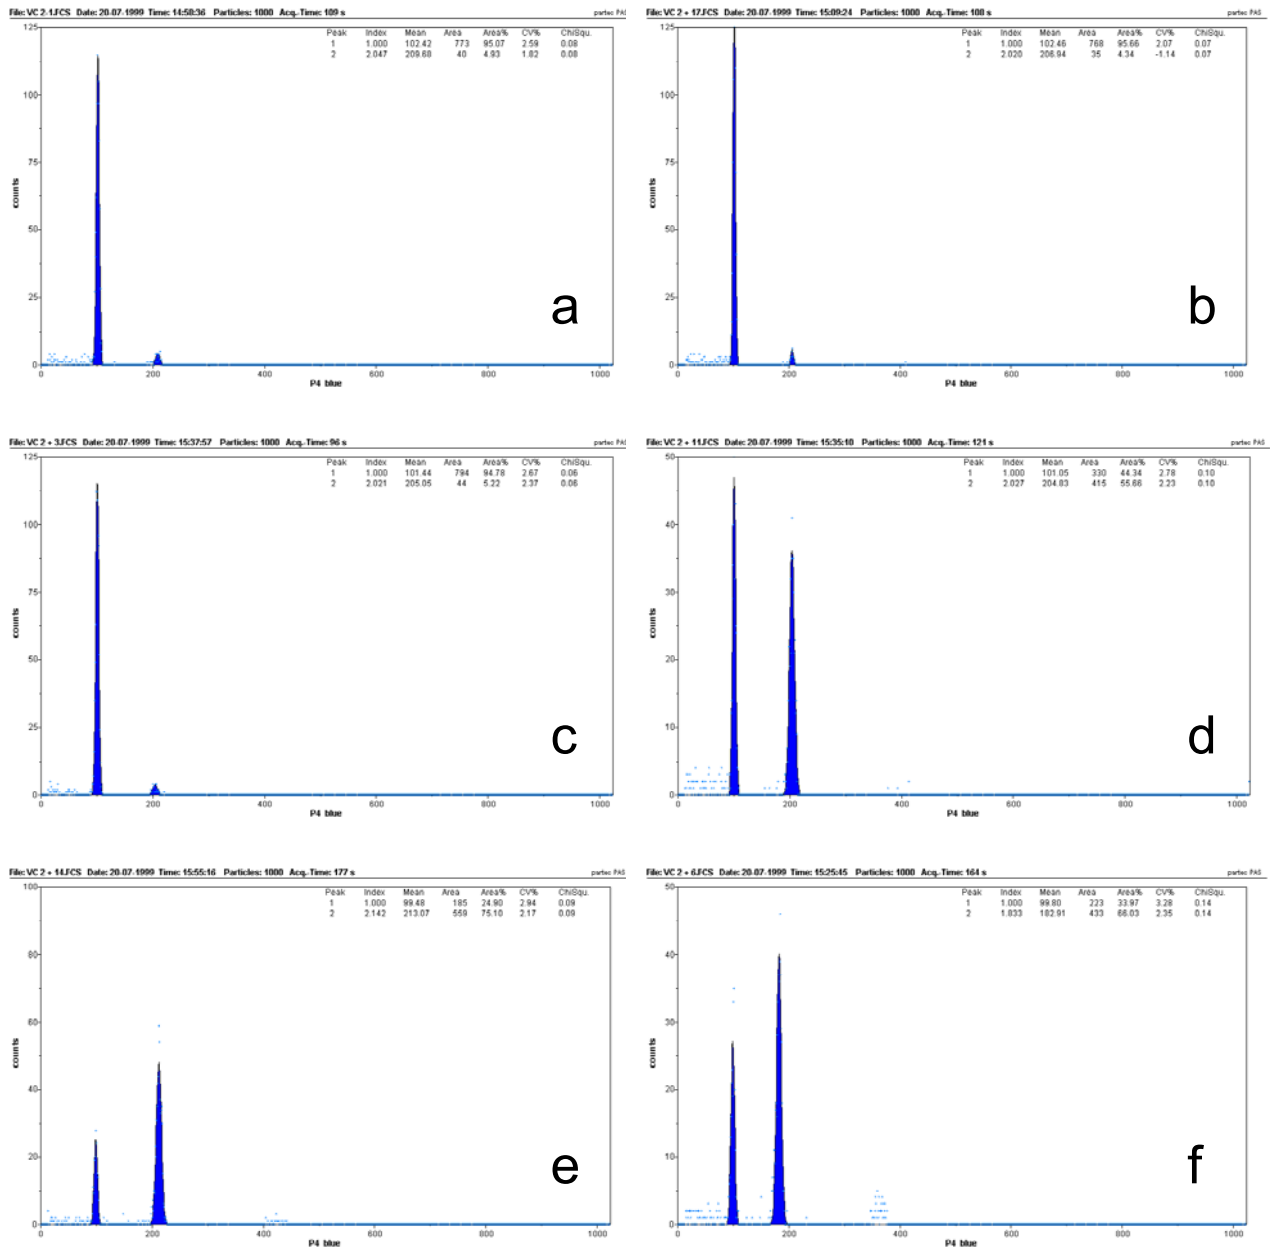 File: VC 2-1.FCS Date: 20-07-1999 Time: 14:58:36 Particles: 1000 Acq.-Time: 109 s partec PAS
Peak Index Mean Area Area% CV% ChiSqu.
1 1.000 102.42 773 95.07 2.59 0.08
2 2.047 209.68 40 4.93 1.82 0.08
125
100
75
50
25
0
counts
0 200 400 600 800 1000
P4 blue
a
File: VC 2 + 17.FCS Date: 20-07-1999 Time: 15:09:24 Particles: 1000 Acq.-Time: 108 s partec PAS
Peak Index Mean Area Area% CV% ChiSqu.
1 1.000 102.46 768 95.66 2.07 0.07
2 2.020 206.94 35 4.34 -1.14 0.07
125
100
75
50
25
0
counts
0 200 400 600 800 1000
P4 blue
b
File: VC 2 + 3.FCS Date: 20-07-1999 Time: 15:37:57 Particles: 1000 Acq.-Time: 96 s partec PAS
Peak Index Mean Area Area% CV% ChiSqu.
1 1.000 101.44 794 94.78 2.67 0.06
2 2.021 205.05 44 5.22 2.37 0.06
125
100
75
50
25
0
counts
0 200 400 600 800 1000
P4 blue
c
File: VC 2 + 11.FCS Date: 20-07-1999 Time: 15:35:10 Particles: 1000 Acq.-Time: 121 s partec PAS
Peak Index Mean Area Area% CV% ChiSqu.
1 1.000 101.05 330 44.34 2.78 0.10
2 2.027 204.83 415 55.66 2.23 0.10
50
40
30
20
10
0
counts
0 200 400 600 800 1000
P4 blue
d
File: VC 2 + 14.FCS Date: 20-07-1999 Time: 15:55:16 Particles: 1000 Acq.-Time: 177 s partec PAS
Peak Index Mean Area Area% CV% ChiSqu.
1 1.000 99.48 185 24.90 2.94 0.09
2 2.142 213.07 559 75.10 2.17 0.09
100
80
60
40
20
0
counts
0 200 400 600 800 1000
P4 blue
e
File: VC 2 + 6.FCS Date: 20-07-1999 Time: 15:25:45 Particles: 1000 Acq.-Time: 164 s partec PAS
Peak Index Mean Area Area% CV% ChiSqu.
1 1.000 99.80 223 33.97 3.28 0.14
2 1.833 182.91 433 66.03 2.35 0.14
50
40
30
20
10
0
counts
0 200 400 600 800 1000
P4 blue
f